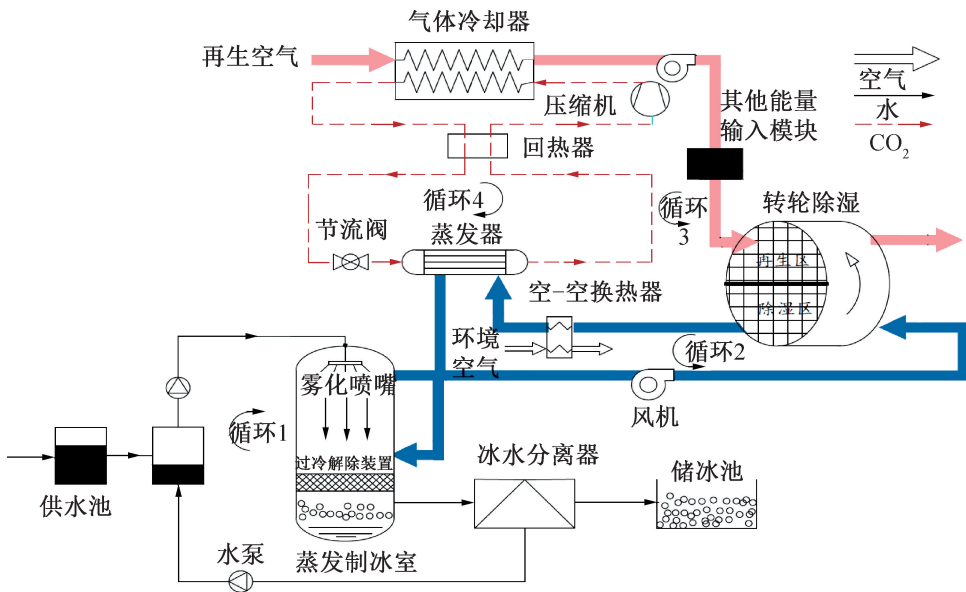 气体冷却器
再生空气
空气
水
CO2
压缩机
其他能量
输入模块
回热器
循环4
循环
3
转轮除湿
节流阀
蒸发器
再生区
除湿区
空-空换热器
环境
空气
循环2
雾化喷嘴
风机
循环1
过冷解除装置
冰水分离器
储冰池
供水池
水泵
蒸发制冰室